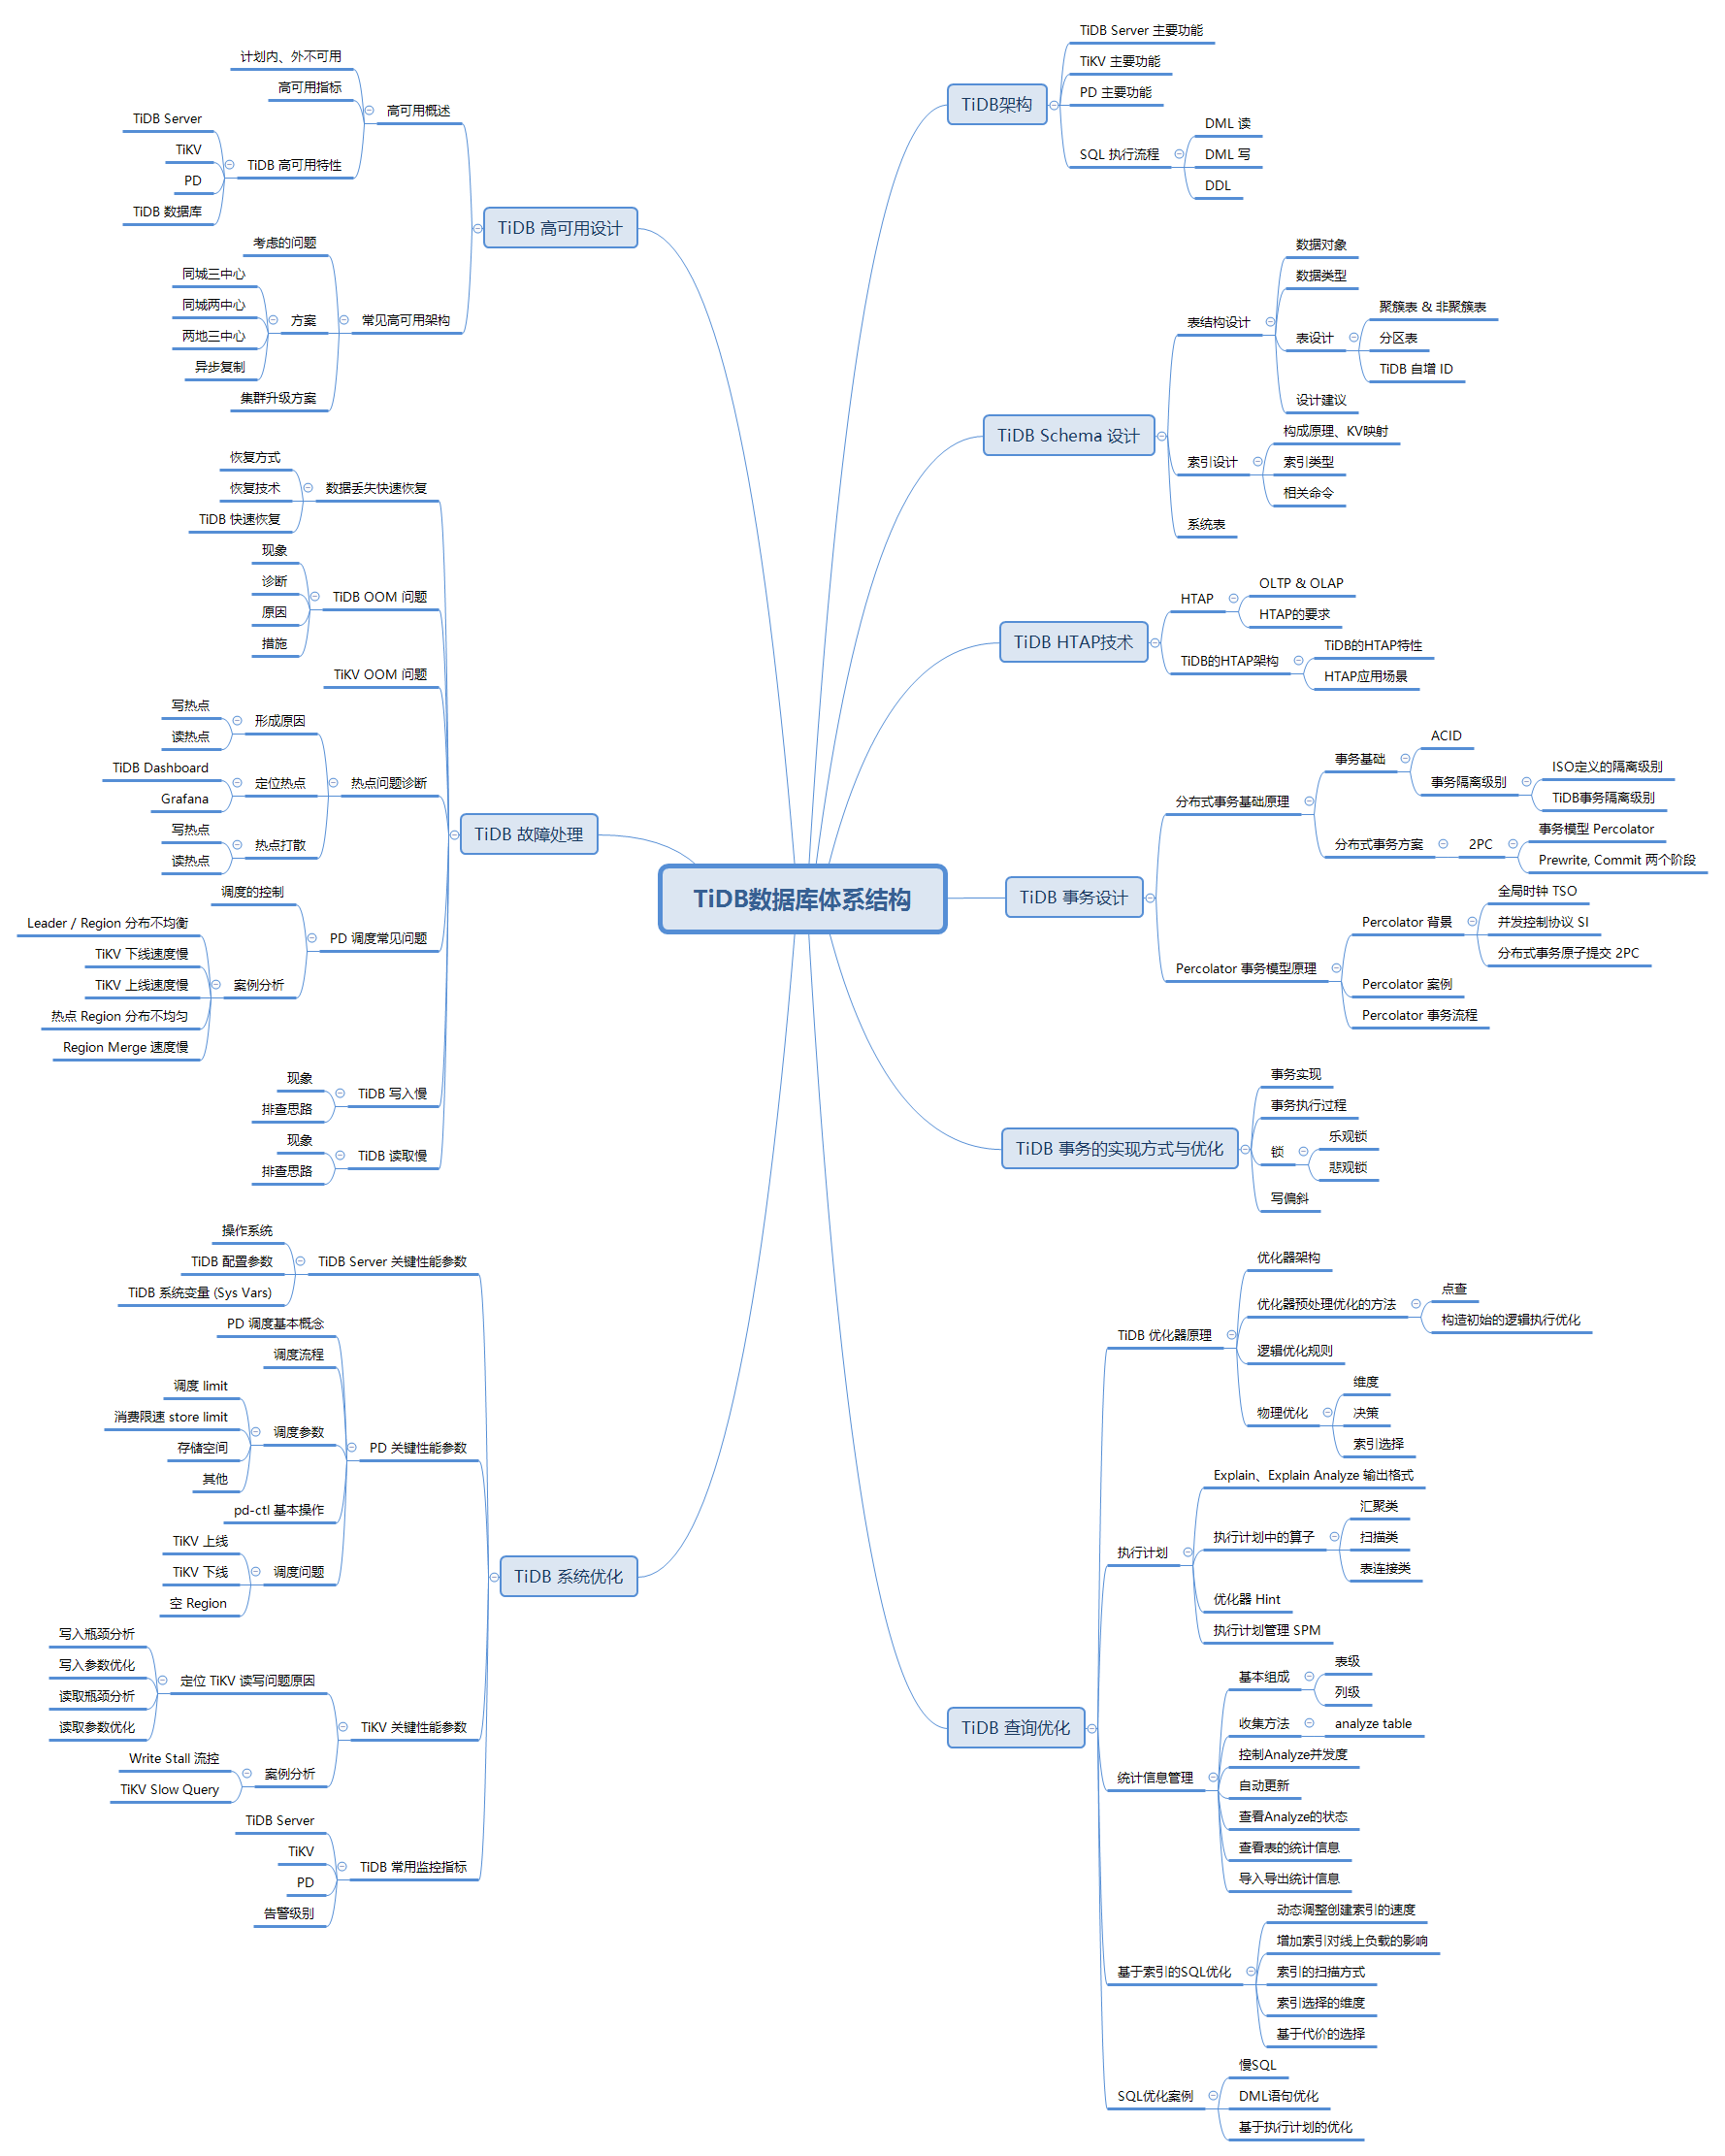 TiDB数据库体系结构
TiDB架构
TiDB Server 主要功能
TiKV 主要功能
PD 主要功能
SQL 执行流程
DML 读
DML 写
DDL
TiDB Schema 设计
表结构设计
数据对象
数据类型
表设计
聚簇表 & 非聚簇表
分区表
TiDB 自增 ID
设计建议
索引设计
构成原理、KV映射
索引类型
相关命令
系统表
TiDB HTAP技术
HTAP
OLTP & OLAP
HTAP的要求
TiDB的HTAP架构
TiDB的HTAP特性
HTAP应用场景
TiDB 事务设计
分布式事务基础原理
事务基础
ACID
事务隔离级别
ISO定义的隔离级别
TiDB事务隔离级别
分布式事务方案
2PC
事务模型 Percolator
Prewrite, Commit 两个阶段
Percolator 事务模型原理
Percolator 背景
全局时钟 TSO
并发控制协议 SI
分布式事务原子提交 2PC
Percolator 案例
Percolator 事务流程
TiDB 事务的实现方式与优化
事务实现
事务执行过程
锁
乐观锁
悲观锁
写偏斜
TiDB 查询优化
TiDB 优化器原理
优化器架构
优化器预处理优化的方法
点查
构造初始的逻辑执行优化
逻辑优化规则
物理优化
维度
决策
索引选择
执行计划
Explain、Explain Analyze 输出格式
执行计划中的算子
汇聚类
扫描类
表连接类
优化器 Hint
执行计划管理 SPM
统计信息管理
基本组成
表级
列级
收集方法
analyze table
控制Analyze并发度
自动更新
查看Analyze的状态
查看表的统计信息
导入导出统计信息
基于索引的SQL优化
动态调整创建索引的速度
增加索引对线上负载的影响
索引的扫描方式
索引选择的维度
基于代价的选择
SQL优化案例
慢SQL
DML语句优化
基于执行计划的优化
TiDB 高可用设计
高可用概述
计划内、外不可用
高可用指标
TiDB 高可用特性
TiDB Server
TiKV
PD
TiDB 数据库
常见高可用架构
考虑的问题
方案
同城三中心
同城两中心
两地三中心
异步复制
集群升级方案
TiDB 故障处理
数据丢失快速恢复
恢复方式
恢复技术
TiDB 快速恢复
TiDB OOM 问题
现象
诊断
原因
措施
TiKV OOM 问题
热点问题诊断
形成原因
写热点
读热点
定位热点
TiDB Dashboard
Grafana
热点打散
写热点
读热点
PD 调度常见问题
调度的控制
案例分析
Leader / Region 分布不均衡
TiKV 下线速度慢
TiKV 上线速度慢
热点 Region 分布不均匀
Region Merge 速度慢
TiDB 写入慢
现象
排查思路
TiDB 读取慢
现象
排查思路
TiDB 系统优化
TiDB Server 关键性能参数
操作系统
TiDB 配置参数
TiDB 系统变量 (Sys Vars)
PD 关键性能参数
PD 调度基本概念
调度流程
调度参数
调度 limit
消费限速 store limit
存储空间
其他
pd-ctl 基本操作
调度问题
TiKV 上线
TiKV 下线
空 Region
TiKV 关键性能参数
定位 TiKV 读写问题原因
写入瓶颈分析
写入参数优化
读取瓶颈分析
读取参数优化
案例分析
Write Stall 流控
TiKV Slow Query
TiDB 常用监控指标
TiDB Server
TiKV
PD
告警级别